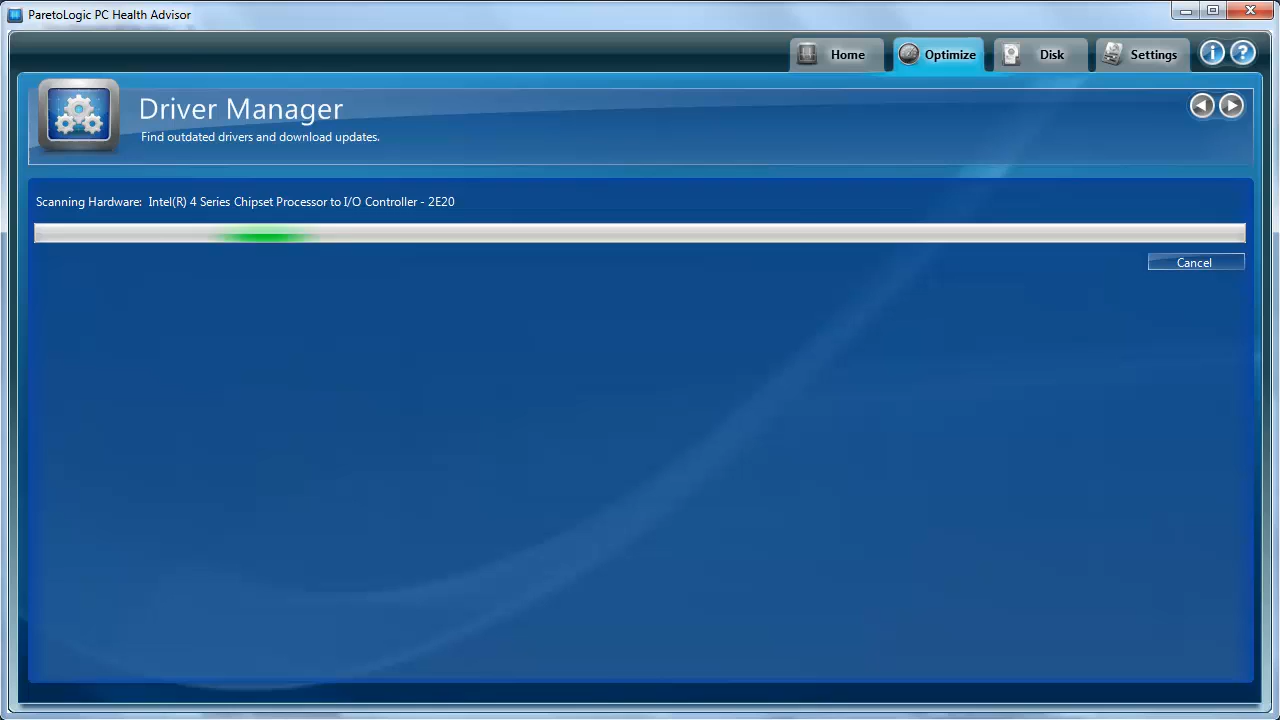 ParetoLogic PC Health Advisor
Home
Optimize
Disk
Settings
Driver Manager
Find outdated drivers and download updates.
Scanning Hardware:  Intel(R) 4 Series Chipset Processor to I/O Controller - 2E20
Cancel